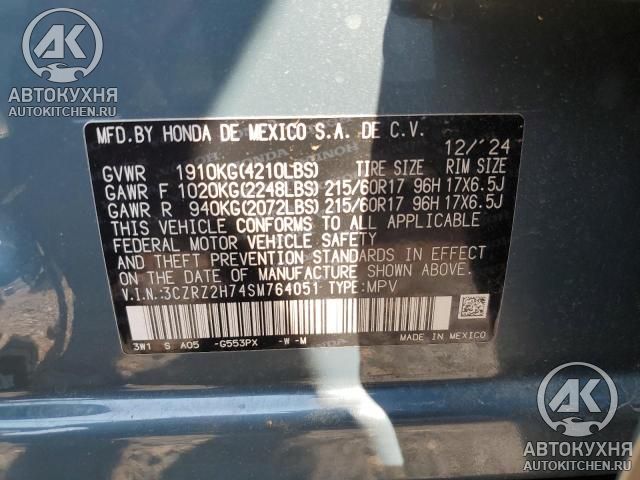 AK
АВТОКУХНЯ
AUTOKITCHEN.RU
MFD.BY HONDA DE MEXICO S.A. DE C.V.
12/'24
GVWR 1910KG(4210LBS) TIRE SIZE RIM SIZE
GAWR F 1020KG(2248LBS) 215/60R17 96H 17X6.5J
GAWR R 940KG(2072LBS) 215/60R17 96H 17X6.5J
THIS VEHICLE CONFORMS TO ALL APPLICABLE
FEDERAL MOTOR VEHICLE SAFETY
AND THEFT PREVENTION STANDARDS IN EFFECT
ON THE DATE OF MANUFACTURE SHOWN ABOVE.
V.I.N.:3CZRZ2H74SM764051 TYPE:MPV
3W1 S A05 -G553PX -W -M MADE IN MEXICO
AK
АВТОКУХНЯ
AUTOKITCHEN.RU